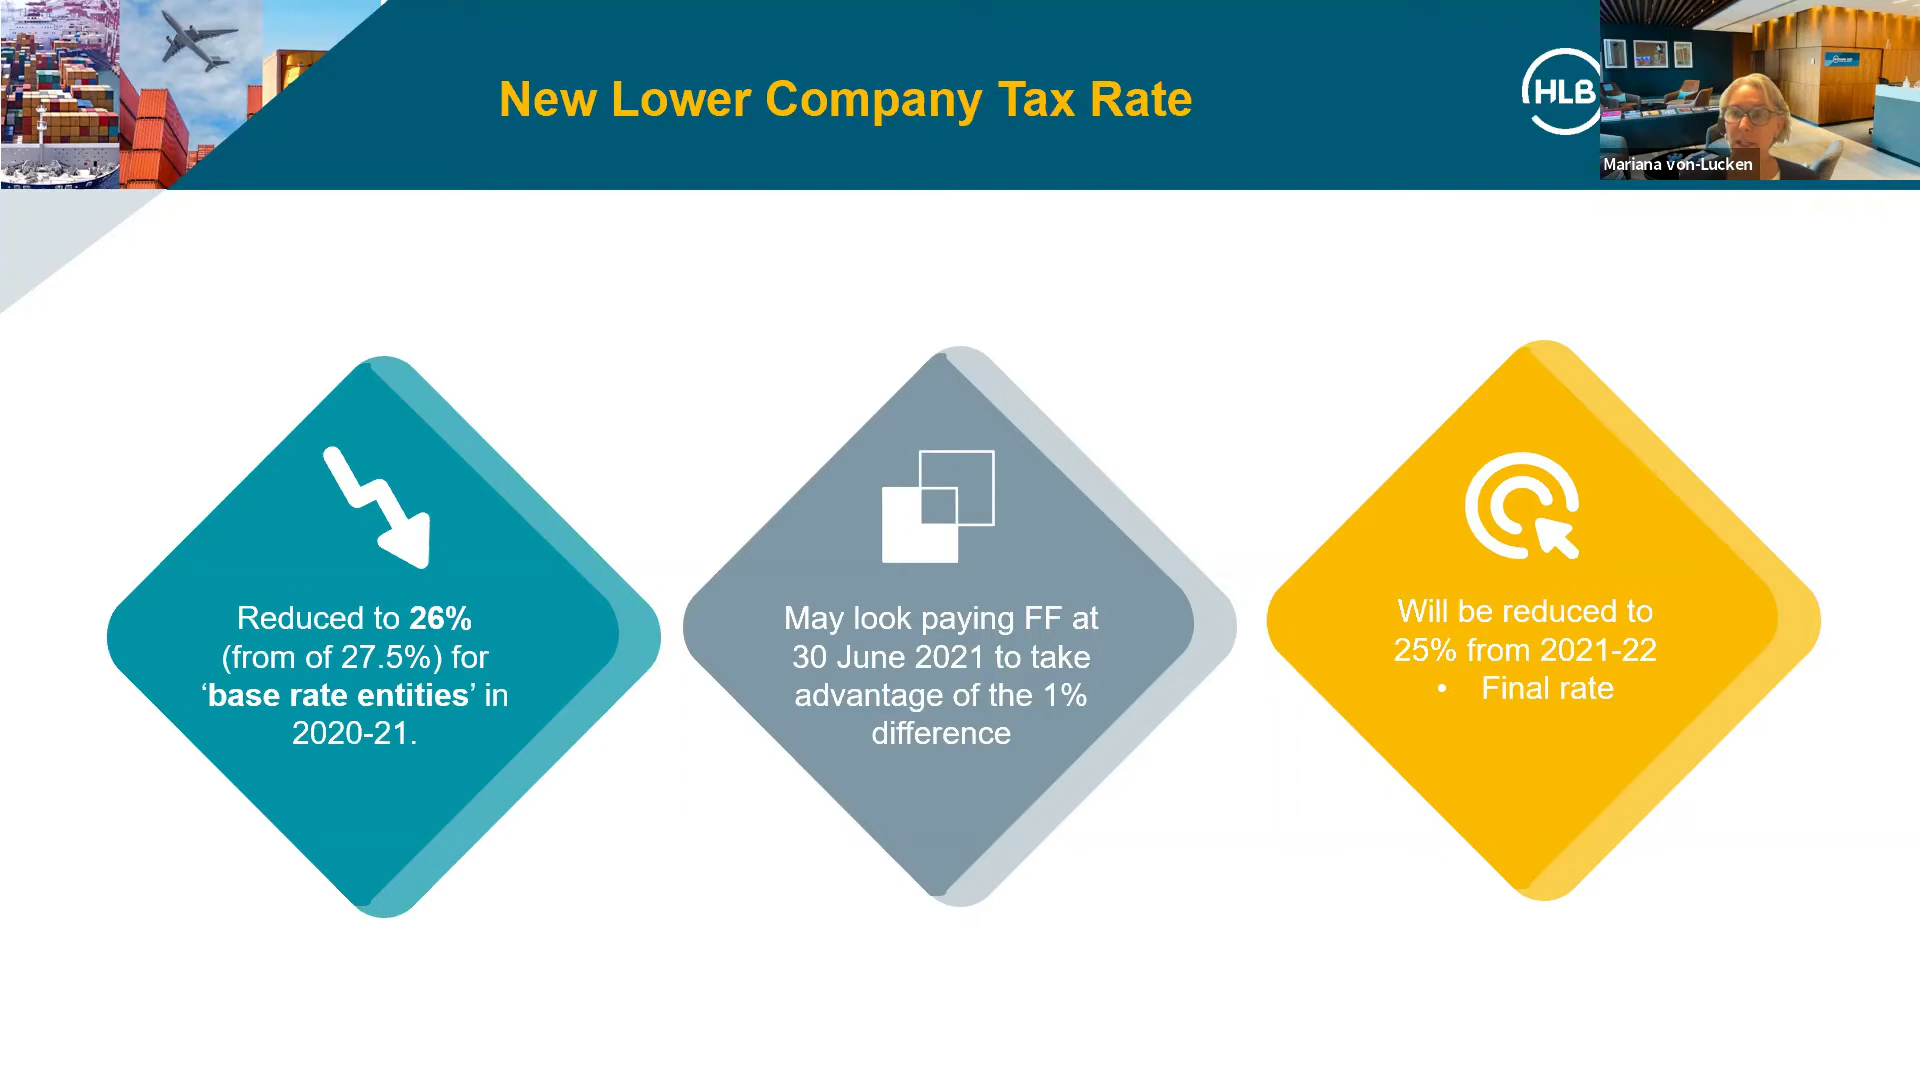 New Lower Company Tax Rate
HLB
Mariana von-Lucken
Reduced to 26%
(from of 27.5%) for
‘base rate entities’ in
2020-21.
May look paying FF at
30 June 2021 to take
advantage of the 1%
difference
Will be reduced to
25% from 2021-22
• Final rate